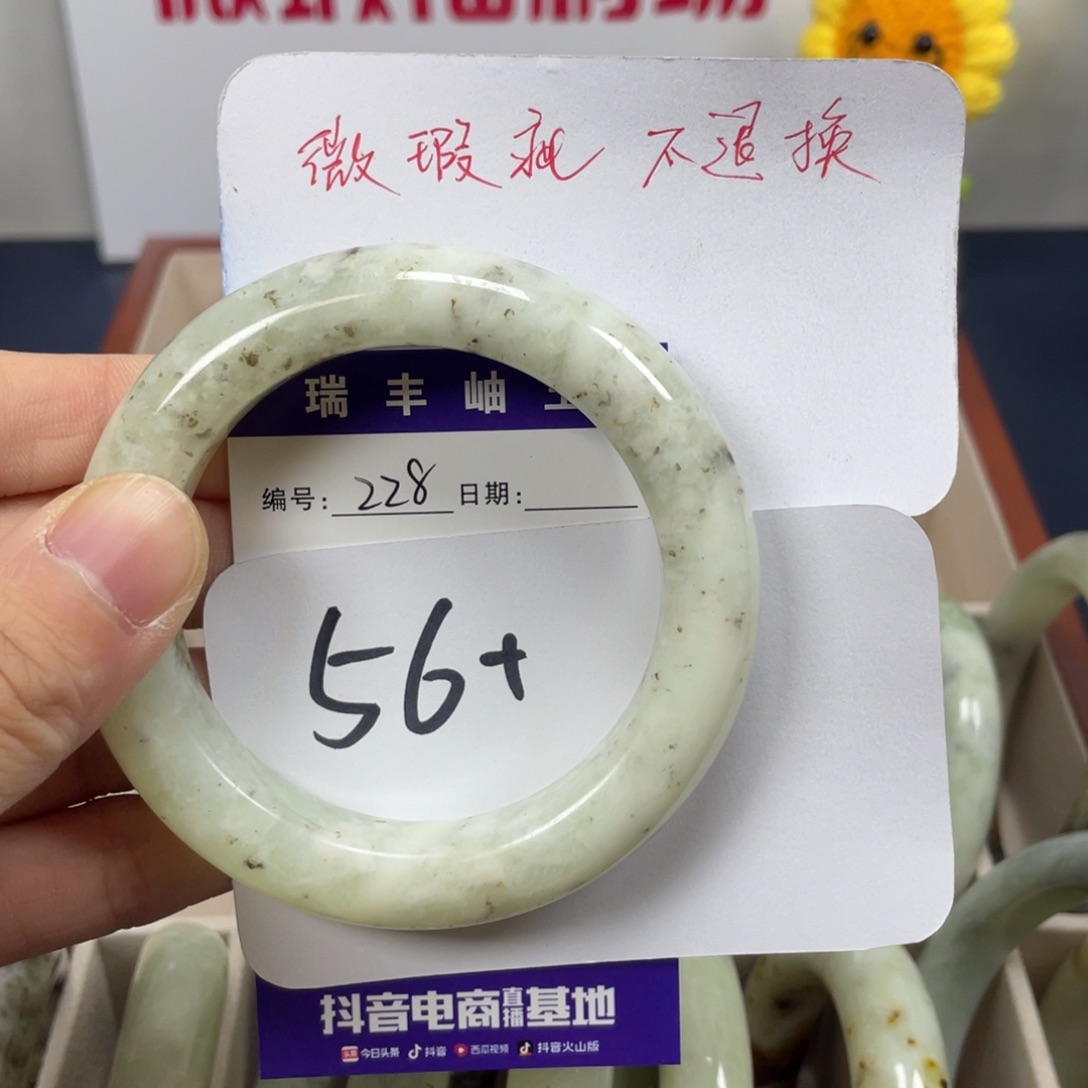 微瑕疵 不退换
瑞丰岫
编号: 228 日期:
56+
抖音电商直播基地
头条 今日头条 抖音 西瓜视频 抖音火山版